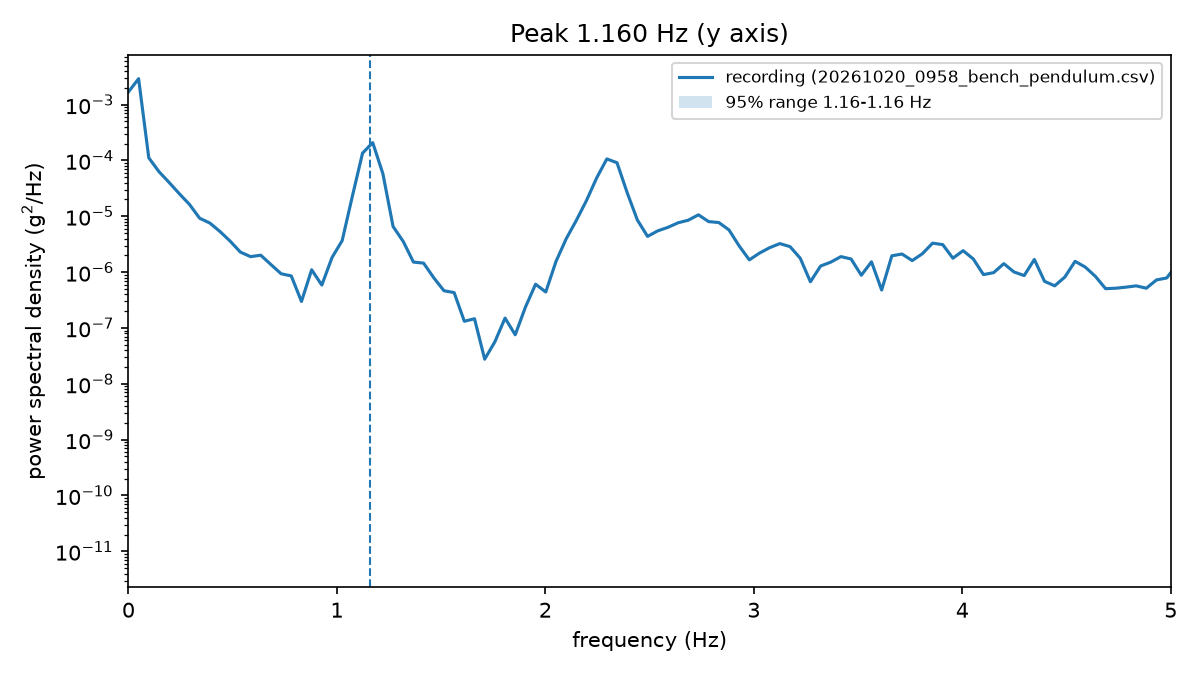 Peak 1.160 Hz (y axis)
recording (20261020_0958_bench_pendulum.csv)
95% range 1.16-1.16 Hz
power spectral density (g²/Hz)
10⁻³
10⁻⁴
10⁻⁵
10⁻⁶
10⁻⁷
10⁻⁸
10⁻⁹
10⁻¹⁰
10⁻¹¹
0 1 2 3 4 5
frequency (Hz)